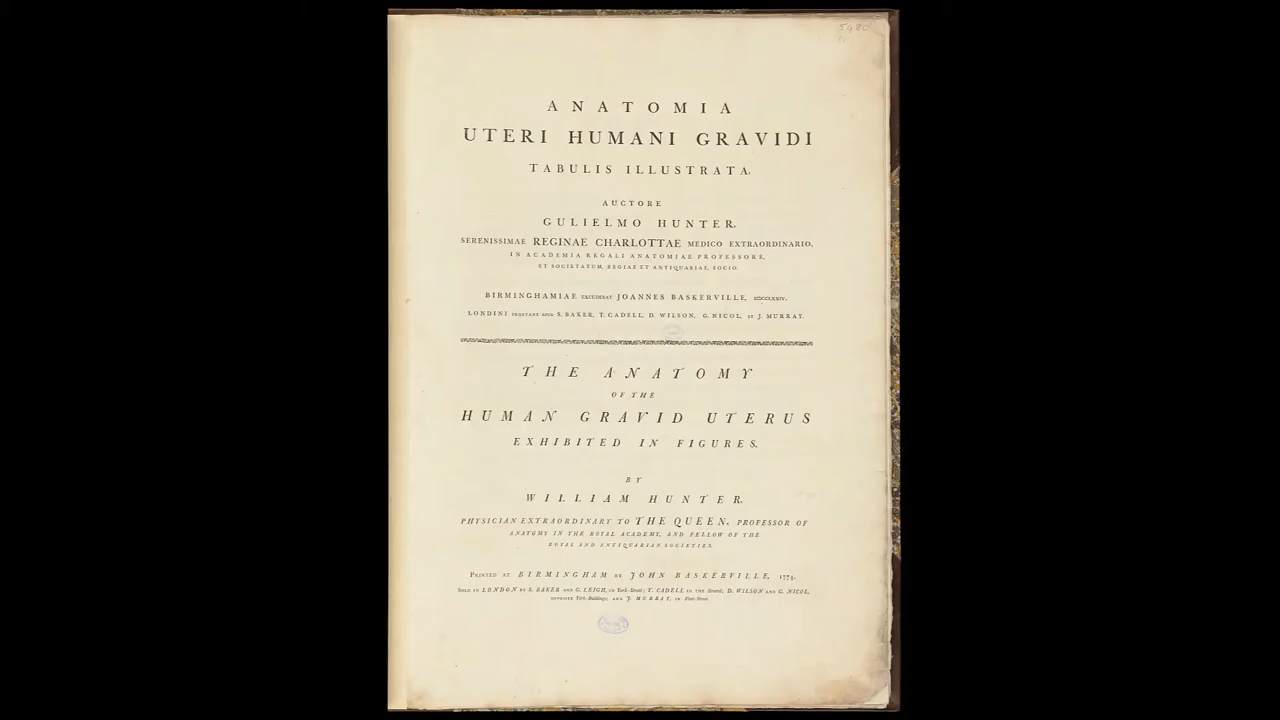 5480
ANATOMIA
UTERI HUMANI GRAVIDI
TABULIS ILLUSTRATA.
AUCTORE
GULIELMO HUNTER,
SERENISSIMAE REGINAE CHARLOTTAE MEDICO EXTRAORDINARIO,
IN ACADEMIA REGALI ANATOMIAE PROFESSORE,
ET SOCIETATUM, REGIAE ET ANTIQUARIAE, SOCIO.
BIRMINGHAMIAE EXCUDEBAT JOANNES BASKERVILLE, MDCCLXXIV.
LONDINI PROSTANT APUD S. BAKER, T. CADELL, D. WILSON, G. NICOL, ET J. MURRAY.
THE ANATOMY
OF THE
HUMAN GRAVID UTERUS
EXHIBITED IN FIGURES,
BY
WILLIAM HUNTER,
PHYSICIAN EXTRAORDINARY TO THE QUEEN, PROFESSOR OF
ANATOMY IN THE ROYAL ACADEMY, AND FELLOW OF THE
ROYAL AND ANTIQUARIAN SOCIETIES.
PRINTED AT BIRMINGHAM BY JOHN BASKERVILLE, 1774.
SOLD IN LONDON BY S. BAKER AND G. LEIGH, IN York-Street; T. CADELL IN THE Strand; D. WILSON AND G. NICOL,
OPPOSITE York-Buildings; AND J. MURRAY, IN Fleet-Street.